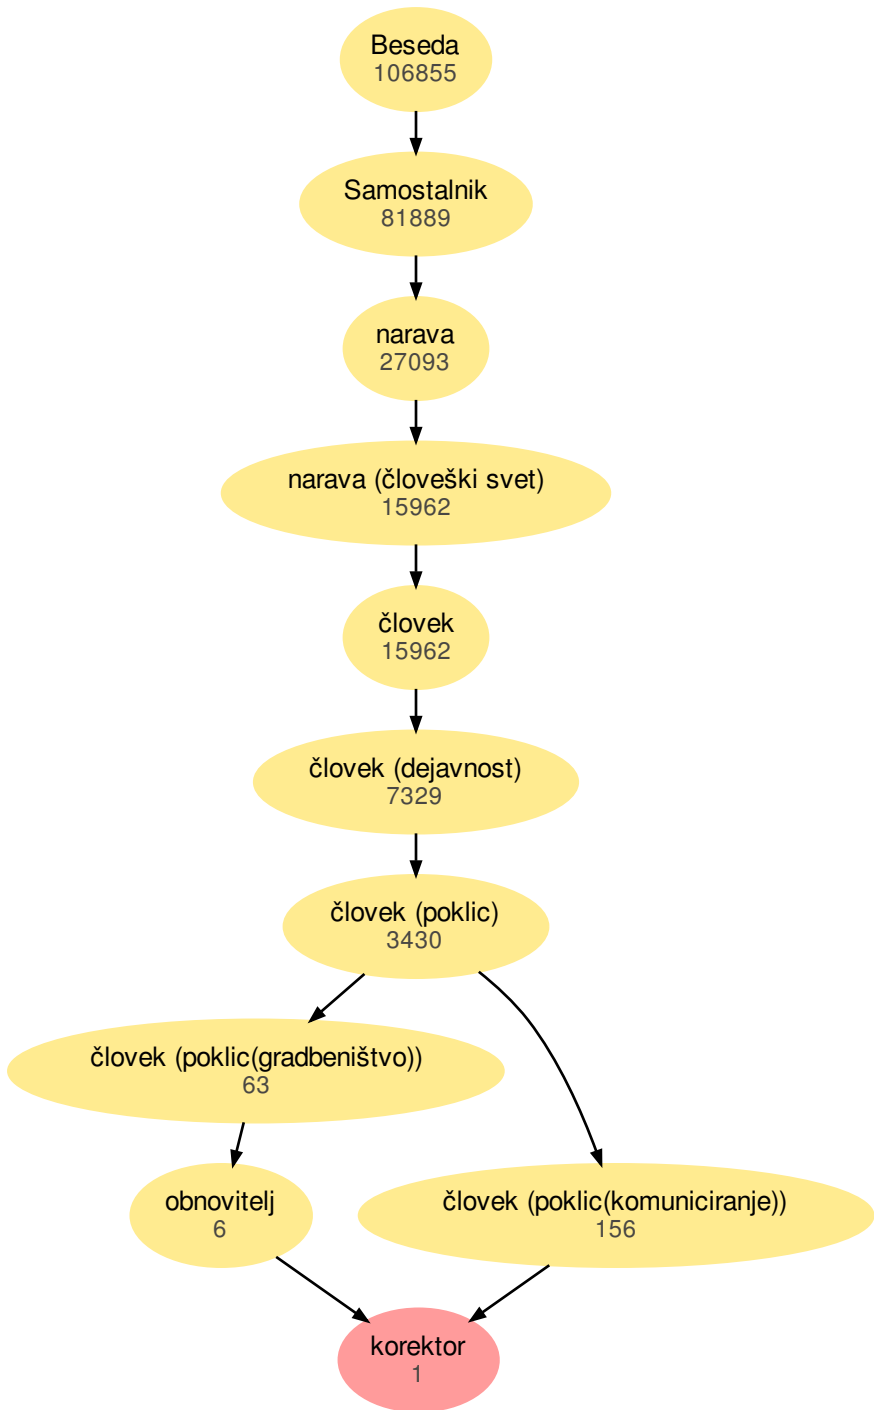 Beseda
106855
Samostalnik
81889
narava
27093
narava (človeški svet)
15962
človek
15962
človek (dejavnost)
7329
človek (poklic)
3430
človek (poklic(gradbeništvo))
63
obnovitelj
6
človek (poklic(komuniciranje))
156
korektor
1